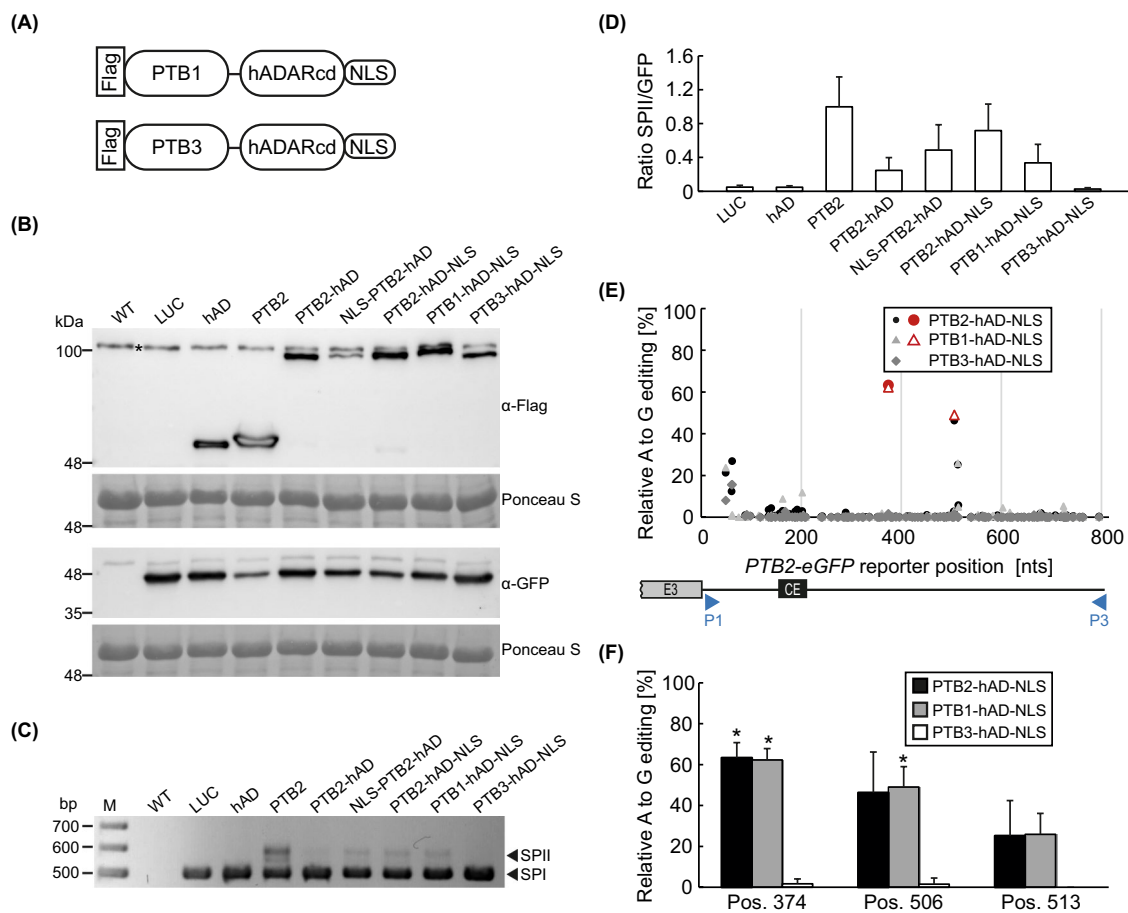 (A)
Flag PTB1 hADARcd NLS
Flag PTB3 hADARcd NLS
(B)
WT LUC hAD PTB2 PTB2-hAD NLS-PTB2-hAD PTB2-hAD-NLS PTB1-hAD-NLS PTB3-hAD-NLS
kDa
100
*
α-Flag
48
Ponceau S
48
48
α-GFP
35
Ponceau S
48
(C)
bp M WT LUC hAD PTB2 PTB2-hAD NLS-PTB2-hAD PTB2-hAD-NLS PTB1-hAD-NLS PTB3-hAD-NLS
700
600
SPII
500
SPI
(D)
Ratio SPII/GFP
1.6
1.2
0.8
0.4
0
LUC hAD PTB2 PTB2-hAD NLS-PTB2-hAD PTB2-hAD-NLS PTB1-hAD-NLS PTB3-hAD-NLS
(E)
Relative A to G editing [%]
100
80
60
40
20
0
PTB2-hAD-NLS
PTB1-hAD-NLS
PTB3-hAD-NLS
0 200 400 600 800
PTB2-eGFP reporter position [nts]
E3 CE
P1 P3
(F)
Relative A to G editing [%]
100
80
60
40
20
0
PTB2-hAD-NLS
PTB1-hAD-NLS
PTB3-hAD-NLS
* * *
Pos. 374 Pos. 506 Pos. 513